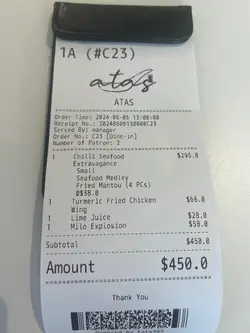 1A (#C23)
atas
ATAS
Order Time: 2024-06-06 13:00:08
Receipt No.: 20240606130000C23
Served By: manager
Order No.: C23 [Dine-in]
Number of Patron: 2
1 Chilli Seafood $296.0
Extravagance
Small
Seafood Medley
Fried Mantou (4 PCs)
D$38.0
1 Turmeric Fried Chicken $68.0
Wing
1 Lime Juice $28.0
1 Milo Explosion $58.0
Subtotal $450.0
Amount $450.0
Thank You